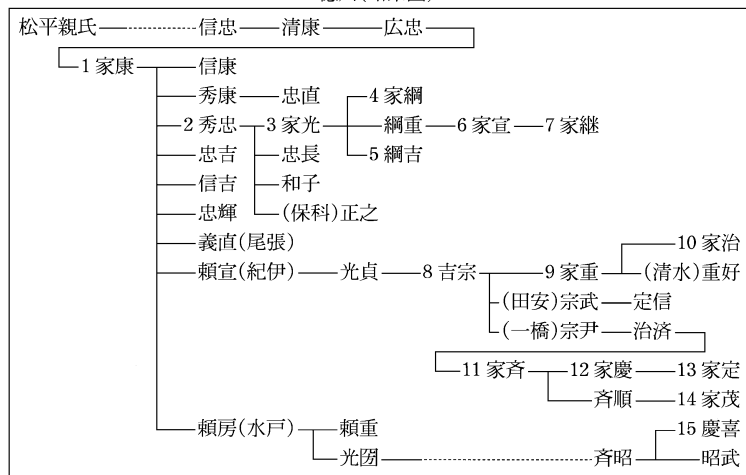 松平親氏 信忠 清康 広忠
1 家康 信康
秀康 忠直 4 家綱
2 秀忠 3 家光 綱重 6 家宣 7 家継
忠吉 忠長 5 綱吉
信吉 和子
忠輝 (保科)正之
義直(尾張) 10 家治
頼宣(紀伊) 光貞 8 吉宗 9 家重 (清水)重好
(田安)宗武 定信
(一橋)宗尹 治済
11 家斉 12 家慶 13 家定
斉順 14 家茂
頼房(水戸) 頼重 15 慶喜
光圀 斉昭 昭武